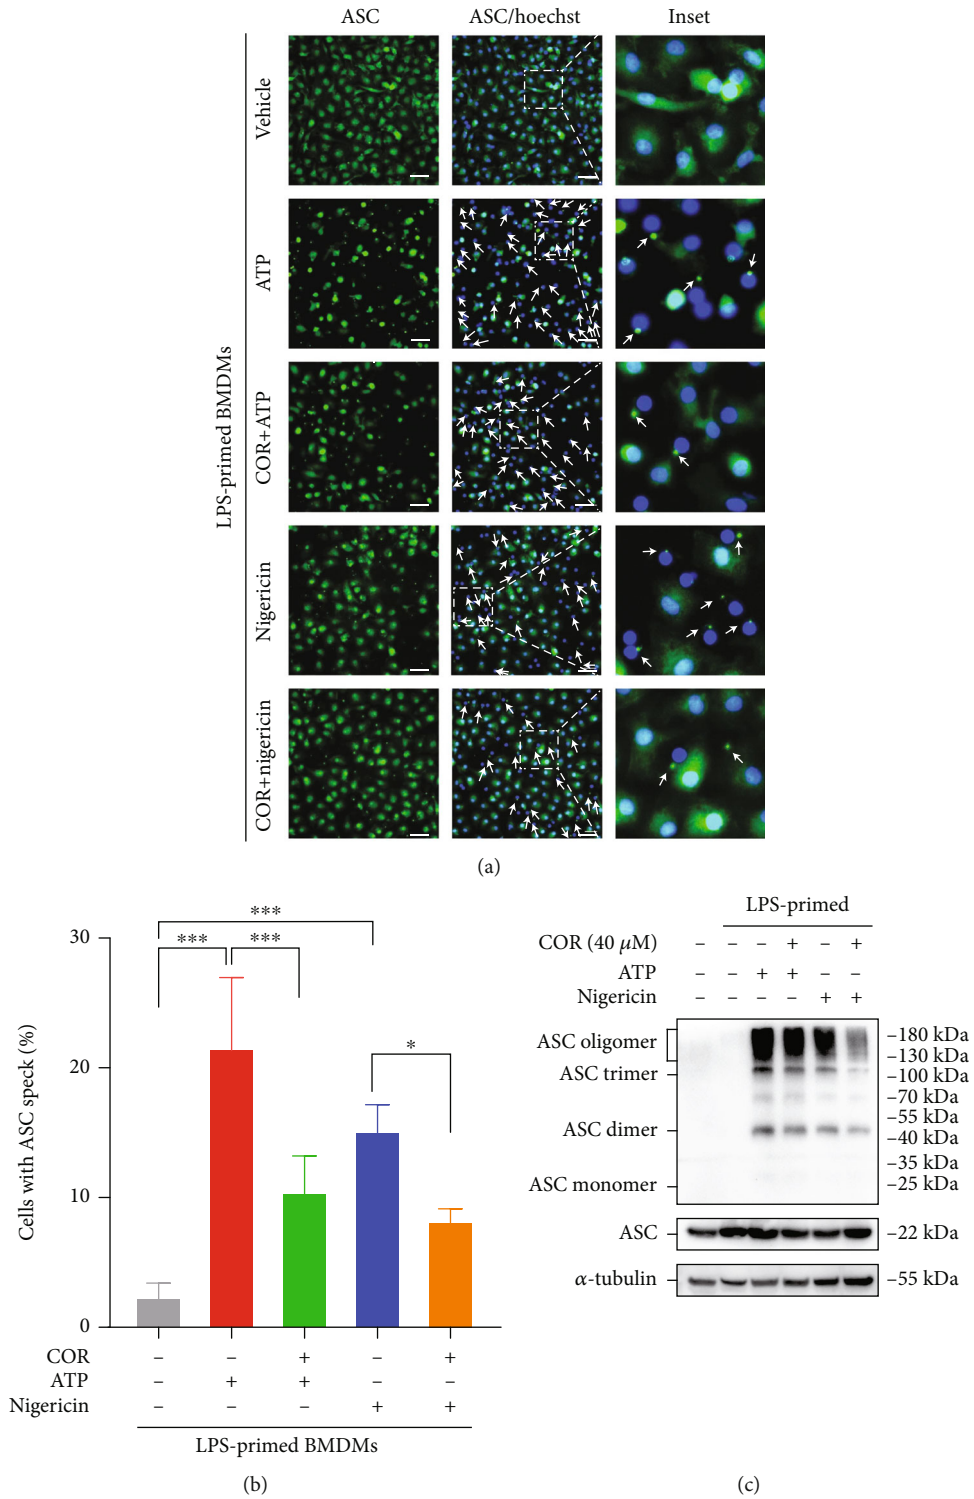 ASC ASC/hoechst Inset
LPS-primed BMDMs
Vehicle
ATP
COR+ATP
Nigericin
COR+nigericin
(a)
Cells with ASC speck (%)
30
20
10
0
*** *** *** *
COR – – + – +
ATP – + + – –
Nigericin – – – + +
LPS-primed BMDMs
(b)
LPS-primed
COR (40 μM) – – – + – +
ATP – – + + – –
Nigericin – – – – + +
ASC oligomer
ASC trimer
ASC dimer
ASC monomer
–180 kDa
–130 kDa
–100 kDa
–70 kDa
–55 kDa
–40 kDa
–35 kDa
–25 kDa
ASC –22 kDa
α-tubulin –55 kDa
(c)